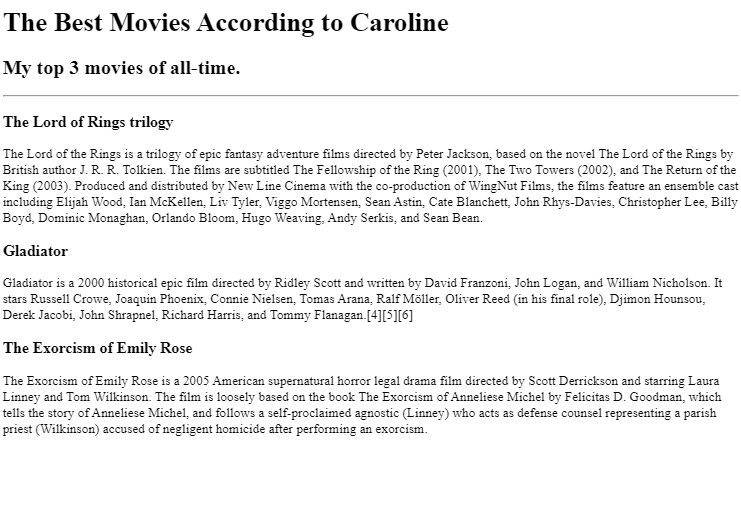 The Best Movies According to Caroline
My top 3 movies of all-time.
The Lord of Rings trilogy
The Lord of the Rings is a trilogy of epic fantasy adventure films directed by Peter Jackson, based on the novel The Lord of the Rings by
British author J. R. R. Tolkien. The films are subtitled The Fellowship of the Ring (2001), The Two Towers (2002), and The Return of the
King (2003). Produced and distributed by New Line Cinema with the co-production of WingNut Films, the films feature an ensemble cast
including Elijah Wood, Ian McKellen, Liv Tyler, Viggo Mortensen, Sean Astin, Cate Blanchett, John Rhys-Davies, Christopher Lee, Billy
Boyd, Dominic Monaghan, Orlando Bloom, Hugo Weaving, Andy Serkis, and Sean Bean.
Gladiator
Gladiator is a 2000 historical epic film directed by Ridley Scott and written by David Franzoni, John Logan, and William Nicholson. It
stars Russell Crowe, Joaquin Phoenix, Connie Nielsen, Tomas Arana, Ralf Möller, Oliver Reed (in his final role), Djimon Hounsou,
Derek Jacobi, John Shrapnel, Richard Harris, and Tommy Flanagan.[4][5][6]
The Exorcism of Emily Rose
The Exorcism of Emily Rose is a 2005 American supernatural horror legal drama film directed by Scott Derrickson and starring Laura
Linney and Tom Wilkinson. The film is loosely based on the book The Exorcism of Anneliese Michel by Felicitas D. Goodman, which
tells the story of Anneliese Michel, and follows a self-proclaimed agnostic (Linney) who acts as defense counsel representing a parish
priest (Wilkinson) accused of negligent homicide after performing an exorcism.